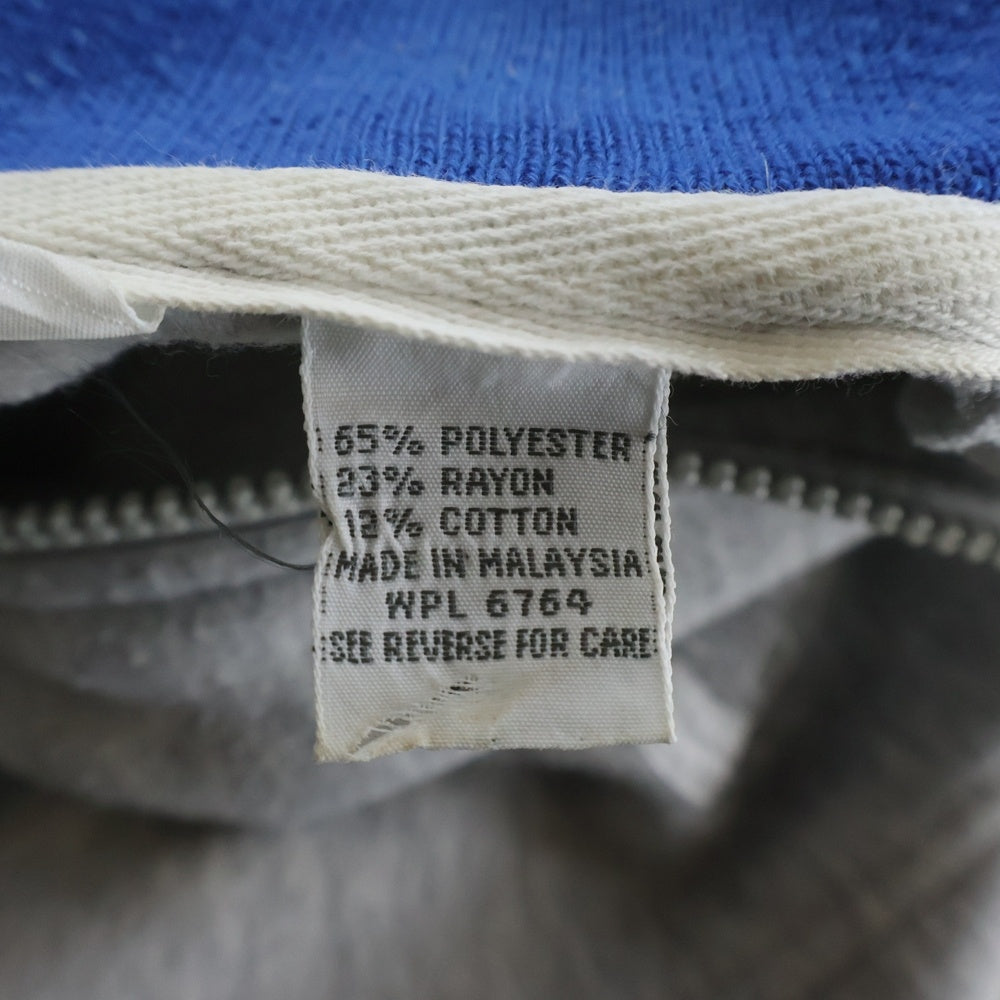 65% POLYESTER
23% RAYON
12% COTTON
MADE IN MALAYSIA
WPL 6764
SEE REVERSE FOR CARE